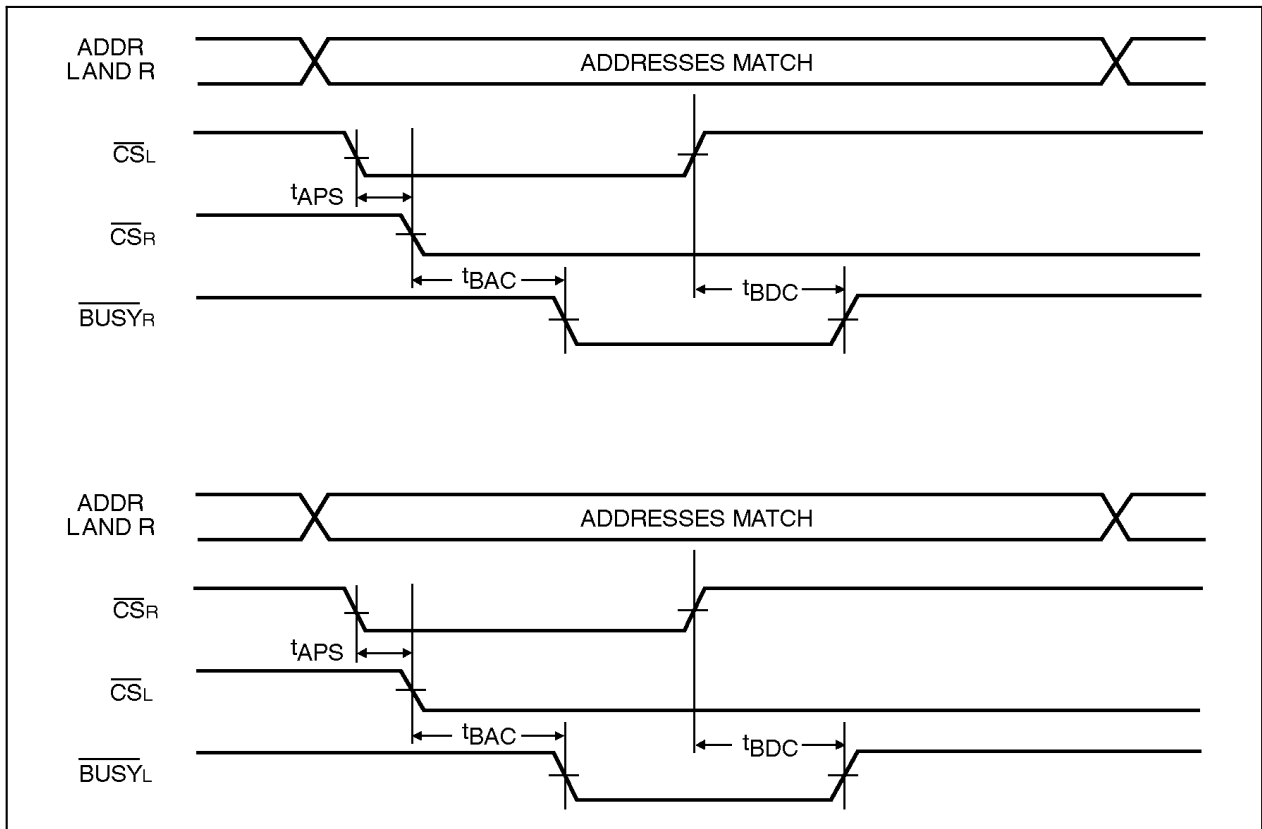 ADDR
L AND R
ADDRESSES MATCH
CSL
tAPS
CSR
tBAC
tBDC
BUSYR
ADDR
L AND R
ADDRESSES MATCH
CSR
tAPS
CSL
tBAC
tBDC
BUSYL